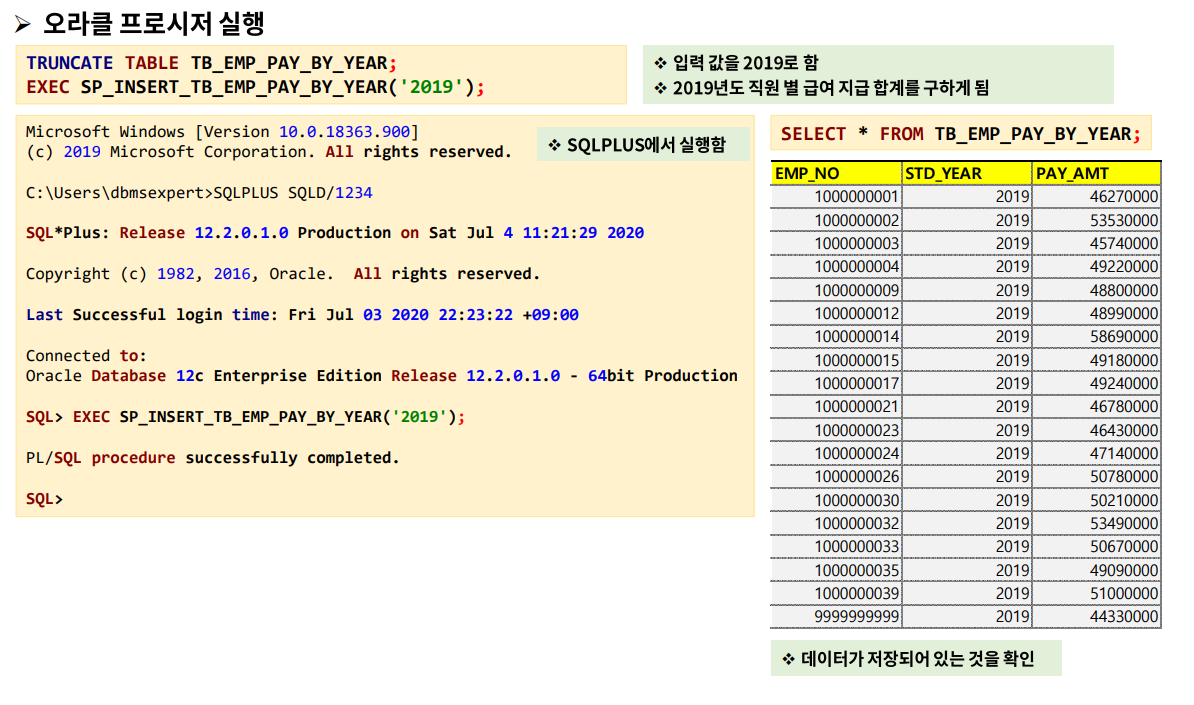 ➢ 오라클 프로시저 실행
TRUNCATE TABLE TB_EMP_PAY_BY_YEAR;
EXEC SP_INSERT_TB_EMP_PAY_BY_YEAR('2019');
❖ 입력 값을 2019로 함
❖ 2019년도 직원 별 급여 지급 합계를 구하게 됨
Microsoft Windows [Version 10.0.18363.900]
(c) 2019 Microsoft Corporation. All rights reserved.
❖ SQLPLUS에서 실행함
C:\Users\dbmsexpert>SQLPLUS SQLD/1234
SQL*Plus: Release 12.2.0.1.0 Production on Sat Jul 4 11:21:29 2020
Copyright (c) 1982, 2016, Oracle.  All rights reserved.
Last Successful login time: Fri Jul 03 2020 22:23:22 +09:00
Connected to:
Oracle Database 12c Enterprise Edition Release 12.2.0.1.0 - 64bit Production
SQL> EXEC SP_INSERT_TB_EMP_PAY_BY_YEAR('2019');
PL/SQL procedure successfully completed.
SQL>
SELECT * FROM TB_EMP_PAY_BY_YEAR;
EMP_NO STD_YEAR PAY_AMT
1000000001 2019 46270000
1000000002 2019 53530000
1000000003 2019 45740000
1000000004 2019 49220000
1000000009 2019 48800000
1000000012 2019 48990000
1000000014 2019 58690000
1000000015 2019 49180000
1000000017 2019 49240000
1000000021 2019 46780000
1000000023 2019 46430000
1000000024 2019 47140000
1000000026 2019 50780000
1000000030 2019 50210000
1000000032 2019 53490000
1000000033 2019 50670000
1000000035 2019 49090000
1000000039 2019 51000000
9999999999 2019 44330000
❖ 데이터가 저장되어 있는 것을 확인